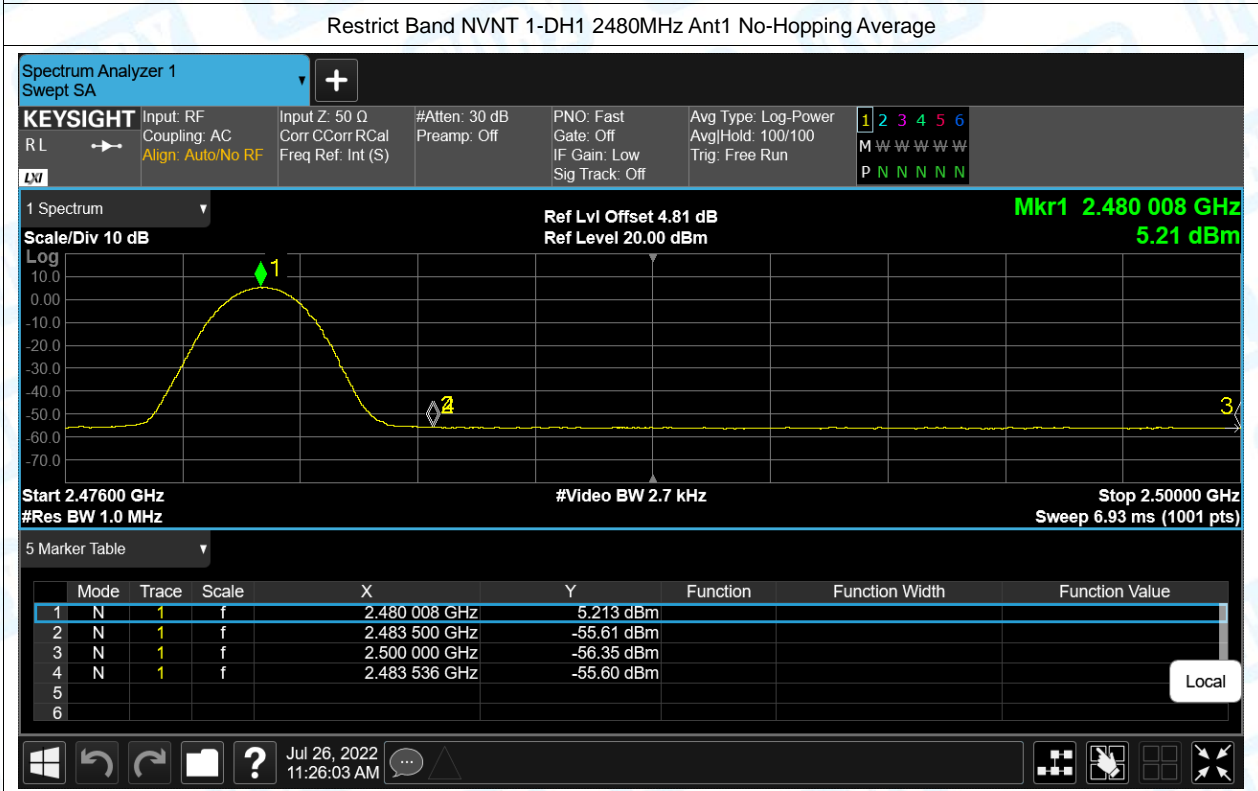 Restrict Band NVNT 1-DH1 2480MHz Ant1 No-Hopping Average
Spectrum Analyzer 1
Swept SA
KEYSIGHT
R L
LXI
Input: RF
Coupling: AC
Align: Auto/No RF
Input Z: 50 Ω
Corr CCorr RCal
Freq Ref: Int (S)
#Atten: 30 dB
Preamp: Off
PNO: Fast
Gate: Off
IF Gain: Low
Sig Track: Off
Avg Type: Log-Power
Avg|Hold: 100/100
Trig: Free Run
1 2 3 4 5 6
M W W W W W
P N N N N N
1 Spectrum
Scale/Div 10 dB
Ref Lvl Offset 4.81 dB
Ref Level 20.00 dBm
Mkr1 2.480 008 GHz
5.21 dBm
Log
10.0
0.00
-10.0
-20.0
-30.0
-40.0
-50.0
-60.0
-70.0
1
2
4
3
Start 2.47600 GHz
#Res BW 1.0 MHz
#Video BW 2.7 kHz
Stop 2.50000 GHz
Sweep 6.93 ms (1001 pts)
5 Marker Table
Mode Trace Scale X Y Function Function Width Function Value
1 N 1 f 2.480 008 GHz 5.213 dBm
2 N 1 f 2.483 500 GHz -55.61 dBm
3 N 1 f 2.500 000 GHz -56.35 dBm
4 N 1 f 2.483 536 GHz -55.60 dBm
5
6
Local
?
Jul 26, 2022
11:26:03 AM